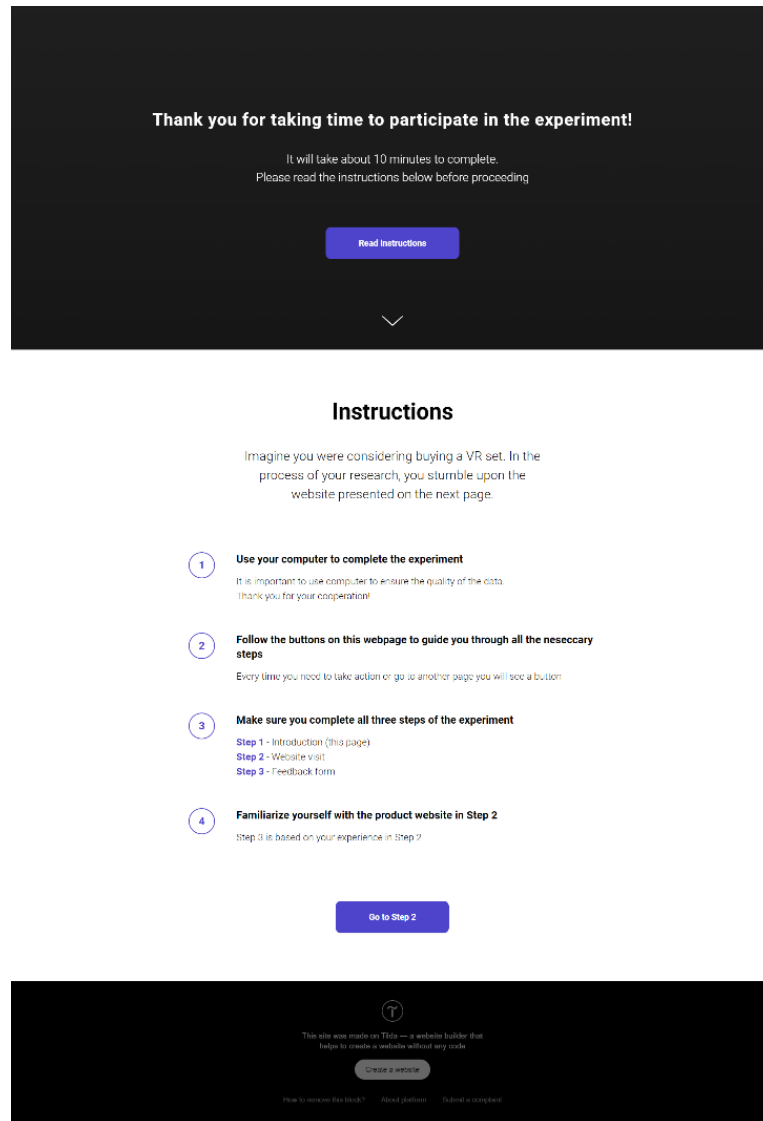 Thank you for taking time to participate in the experiment!
It will take about 10 minutes to complete.
Please read the instructions below before proceeding
Read instructions
Instructions
Imagine you were considering buying a VR set. In the
process of your research, you stumble upon the
website presented on the next page.
1
Use your computer to complete the experiment
It is important to use computer to ensure the quality of the data.
Thank you for your cooperation!
2
Follow the buttons on this webpage to guide you through all the neseccary
steps
Every time you need to take action or go to another page you will see a button
3
Make sure you complete all three steps of the experiment
Step 1 - Introduction (this page)
Step 2 - Website visit
Step 3 - Feedback form
4
Familiarize yourself with the product website in Step 2
Step 3 is based on your experience in Step 2
Go to Step 2
This site was made on Tilda — a website builder that
helps to create a website without any code
Create a website
How to remove this block? About platform Submit a complaint